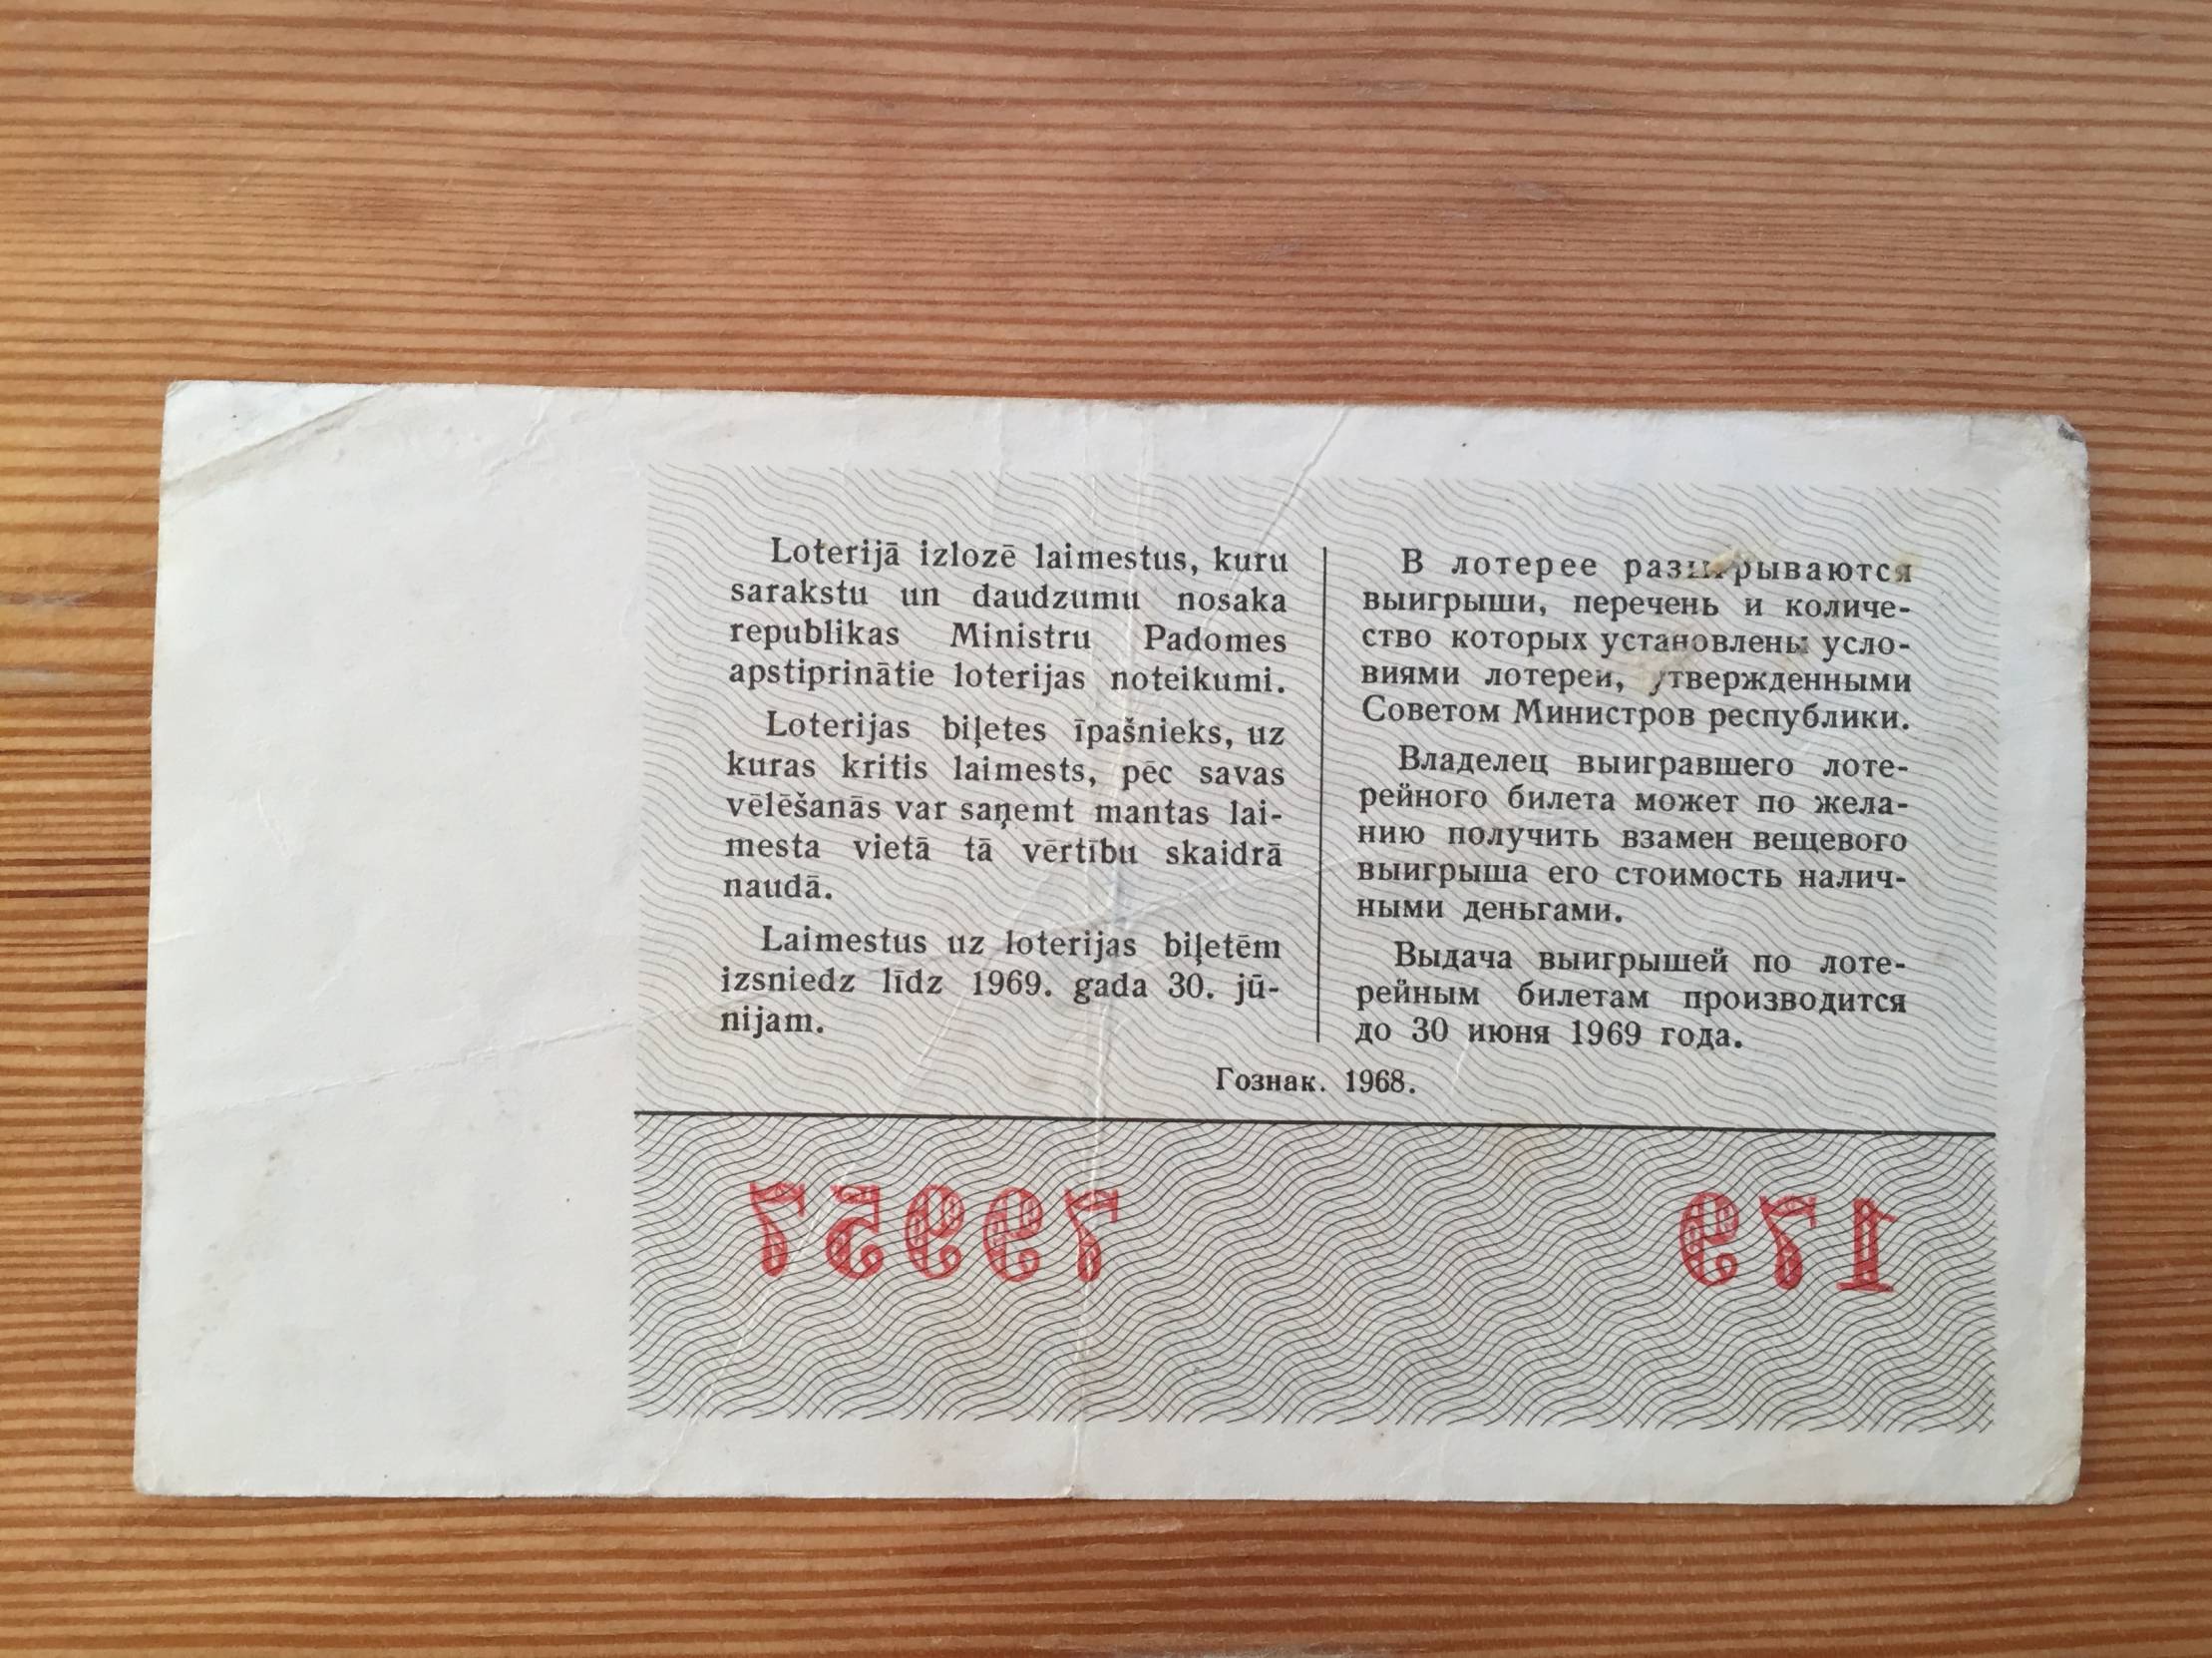 Loterijā izlozē laimestus, kuru
sarakstu un daudzumu nosaka
republikas Ministru Padomes
apstiprinātie loterijas noteikumi.
Loterijas biļetes īpašnieks, uz
kuras kritis laimests, pēc savas
vēlēšanās var saņemt mantas lai-
mesta vietā tā vērtību skaidrā
naudā.
Laimestus uz loterijas biļetēm
izsniedz līdz 1969. gada 30. jū-
nijam.
В лотерее разыгрываются
выигрыши, перечень и количе-
ство которых установлены усло-
виями лотереи, утвержденными
Советом Министров республики.
Владелец выигравшего лоте-
рейного билета может по жела-
нию получить взамен вещевого
выигрыша его стоимость налич-
ными деньгами.
Выдача выигрышей по лоте-
рейным билетам производится
до 30 июня 1969 года.
Гознак. 1968.
179 79957